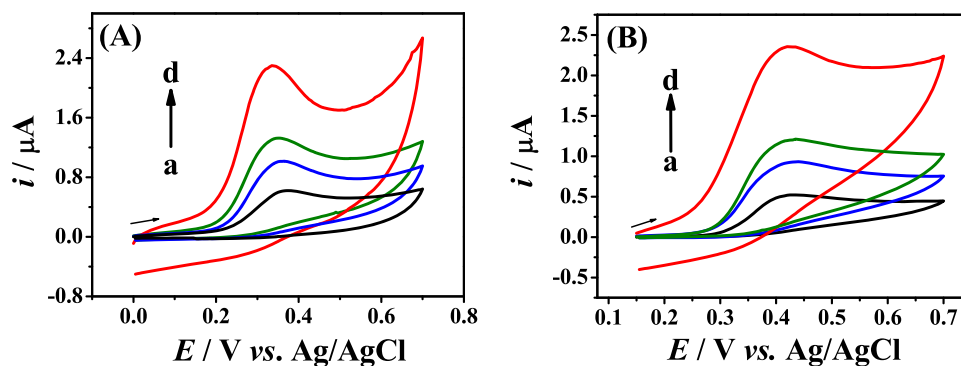 (A)
d
a
2.4
1.6
0.8
0.0
-0.8
i / μA
0.0 0.2 0.4 0.6 0.8
E / V vs. Ag/AgCl
(B)
d
a
2.5
2.0
1.5
1.0
0.5
0.0
-0.5
i / μA
0.1 0.2 0.3 0.4 0.5 0.6 0.7
E / V vs. Ag/AgCl